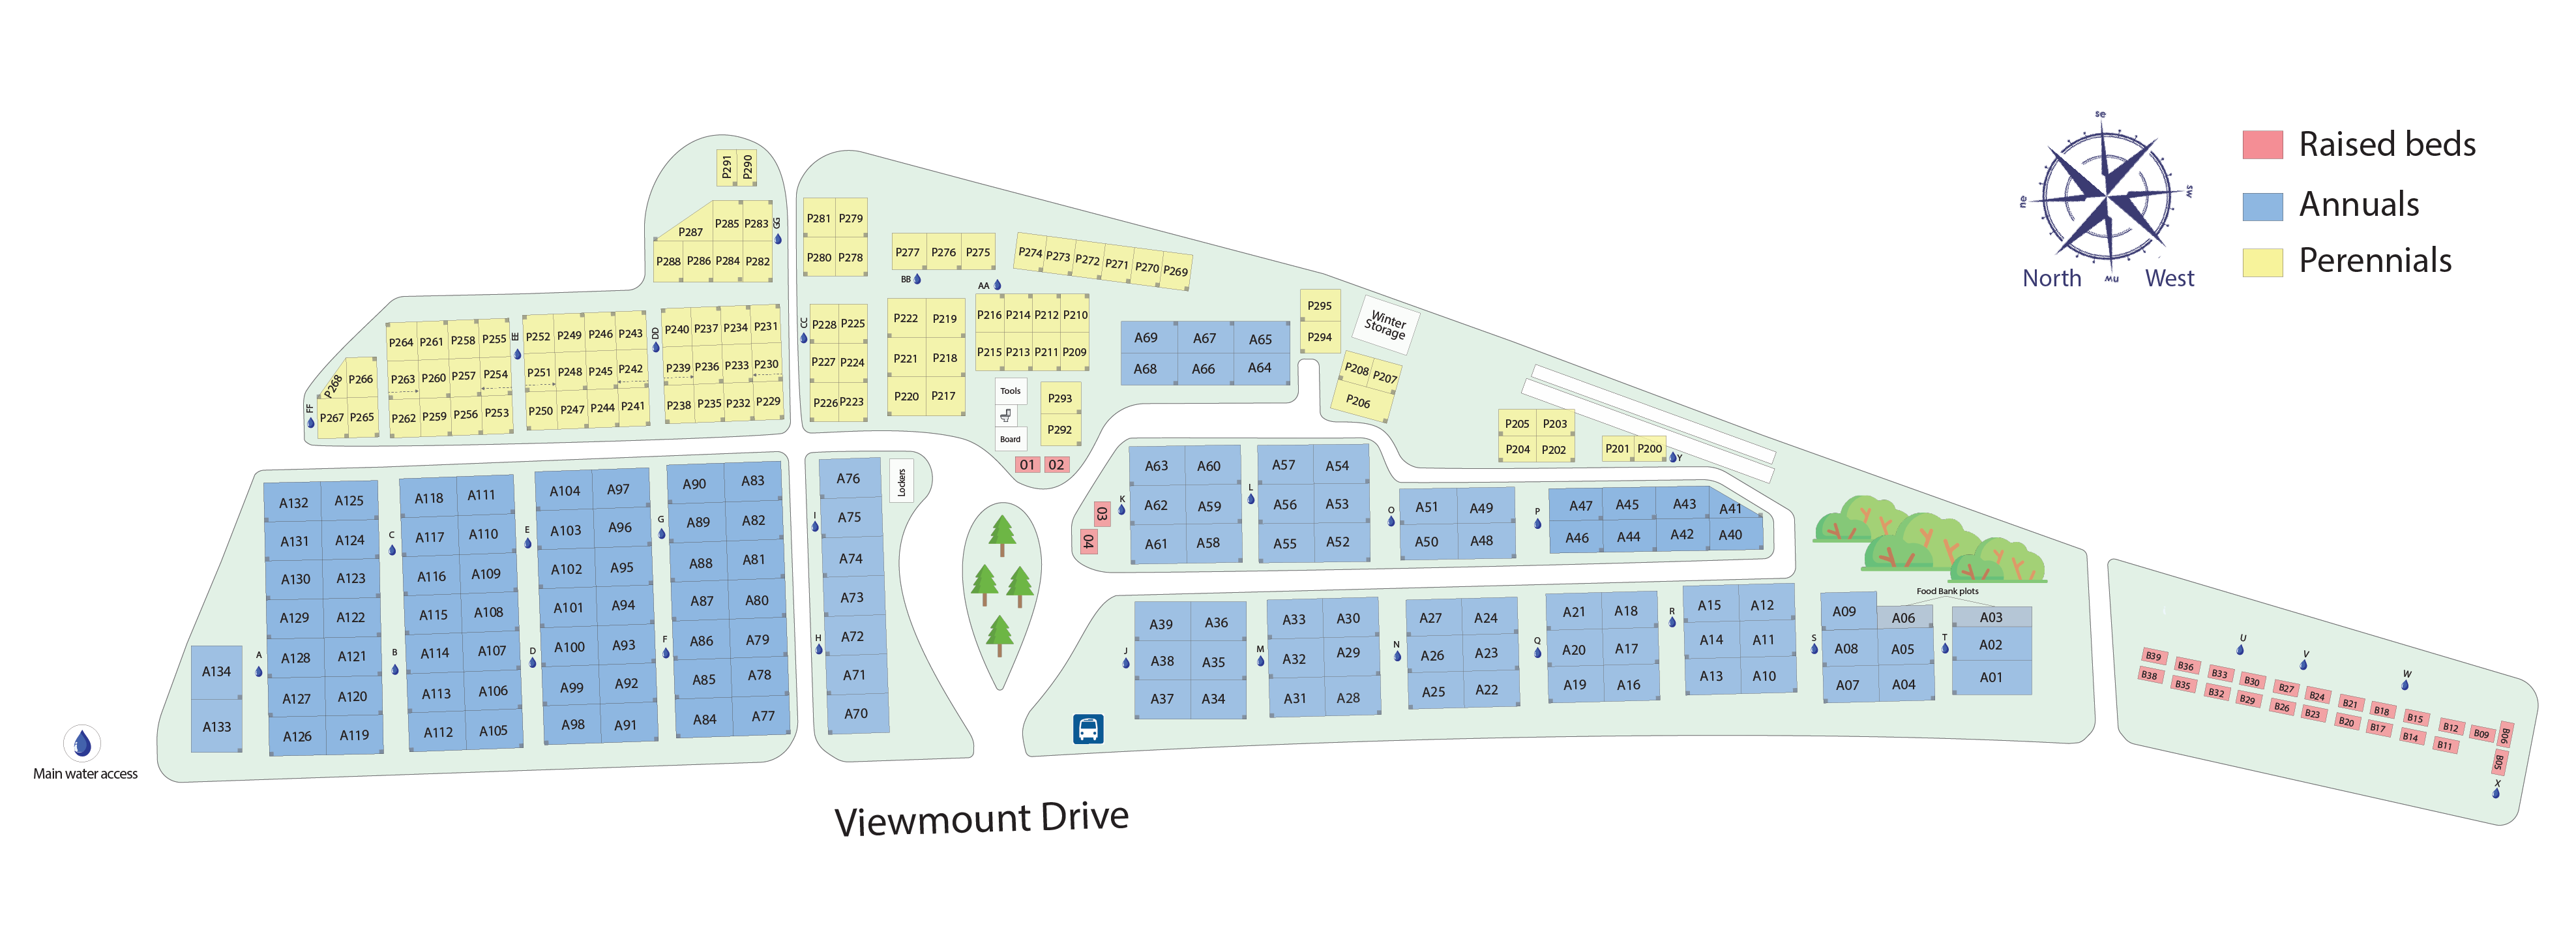 se
ne
sw
nw
North
West
Raised beds
Annuals
Perennials
P291 P290
P285 P283
P287
P288 P286 P284 P282
GG
P281 P279
P280 P278
P277 P276 P275
BB
AA
P274 P273 P272 P271 P270 P269
P264 P261 P258 P255
P268 P266 P263 P260 P257 P254
P267 P265 P262 P259 P256 P253
FF
EE
P252 P249 P246 P243
P251 P248 P245 P242
P250 P247 P244 P241
DD
P240 P237 P234 P231
P239 P236 P233 P230
P238 P235 P232 P229
CC
P228 P225
P227 P224
P226 P223
P222 P219
P221 P218
P220 P217
P216 P214 P212 P210
P215 P213 P211 P209
Tools
Board
P293
P292
01 02
A69 A67 A65
A68 A66 A64
P295
P294
Winter
Storage
P208 P207
P206
P205 P203
P204 P202
P201 P200
Y
A134
A133
A
A132 A125
A131 A124
A130 A123
A129 A122
A128 A121
A127 A120
A126 A119
C
B
A118 A111
A117 A110
A116 A109
A115 A108
A114 A107
A113 A106
A112 A105
E
D
A104 A97
A103 A96
A102 A95
A101 A94
A100 A93
A99 A92
A98 A91
G
F
A90 A83
A89 A82
A88 A81
A87 A80
A86 A79
A85 A78
A84 A77
I
H
A76
A75
A74
A73
A72
A71
A70
Lockers
03
04
K
A63 A60
A62 A59
A61 A58
L
A57 A54
A56 A53
A55 A52
O
A51 A49
A50 A48
P
A47 A45 A43 A41
A46 A44 A42 A40
J
A39 A36
A38 A35
A37 A34
M
A33 A30
A32 A29
A31 A28
N
A27 A24
A26 A23
A25 A22
Q
A21 A18
A20 A17
A19 A16
R
A15 A12
A14 A11
A13 A10
S
Food Bank plots
A09 A06
A08 A05
A07 A04
T
A03
A02
A01
U
V
W
X
B39 B36 B33 B30 B27 B24 B21 B18 B15 B12 B09 B06
B38 B35 B32 B29 B26 B23 B20 B17 B14 B11 B05
Main water access
Viewmount Drive